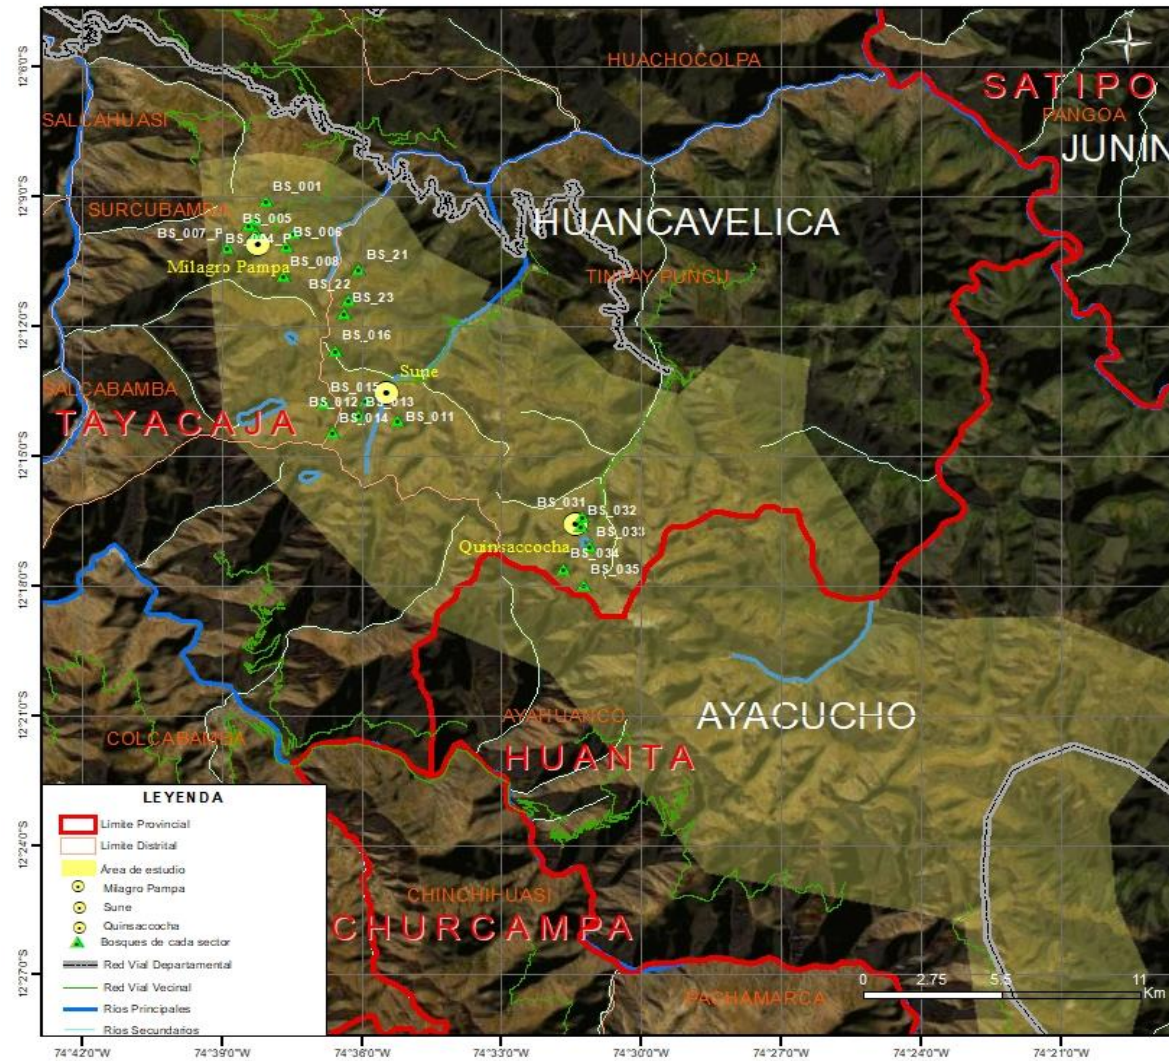 HUACHOCOLPA
SATIPO
PANGOA
JUNIN
SALCAHUASI
BS_001
SURCUBAMBA
BS_005
BS_007_P
BS_004_P
BS_006
HUANCAVELICA
Milagro Pampa
BS_008
BS_21
TINTAY PUNCU
BS_22
BS_23
BS_016
Sune
SALCABAMBA
BS_015
BS_012
BS_013
TAYACAJA
BS_014
BS_011
BS_031
BS_032
BS_033
Quinsaccocha
BS_034
BS_035
AYAHUANCO
AYACUCHO
COLCABAMBA
HUANTA
CHINCHIHUASI
CHURCAMPA
PACHAMARCA
0 2.75 5.5 11
Km
LEYENDA
Limite Provincial
Limite Distrital
Área de estudio
Milagro Pampa
Sune
Quinsaccocha
Bosques de cada sector
Red Vial Departamental
Red Vial Vecinal
Ríos Principales
Ríos Secundarios
12°6'0"S
12°9'0"S
12°12'0"S
12°15'0"S
12°18'0"S
12°21'0"S
12°24'0"S
12°27'0"S
74°42'0"W 74°39'0"W 74°36'0"W 74°33'0"W 74°30'0"W 74°27'0"W 74°24'0"W 74°21'0"W